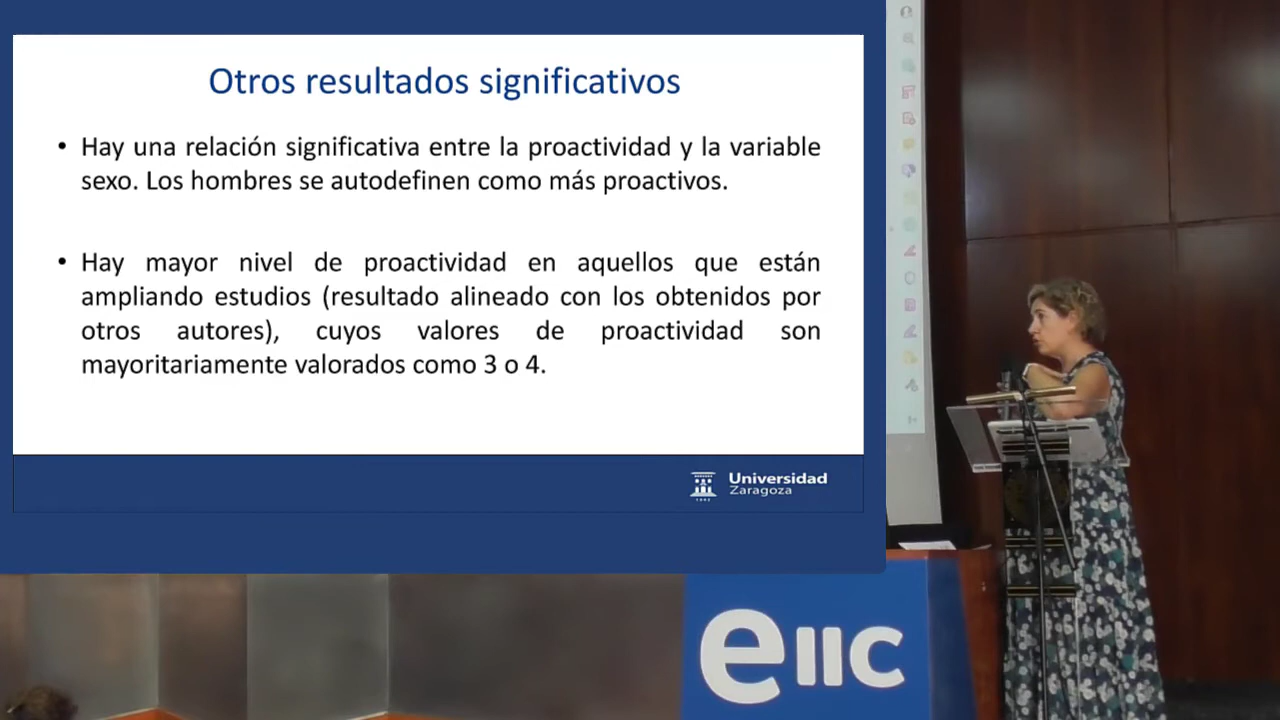 Otros resultados significativos
• Hay una relación significativa entre la proactividad y la variable
sexo. Los hombres se autodefinen como más proactivos.
• Hay mayor nivel de proactividad en aquellos que están
ampliando estudios (resultado alineado con los obtenidos por
otros autores), cuyos valores de proactividad son
mayoritariamente valorados como 3 o 4.
Universidad
Zaragoza
eIIC